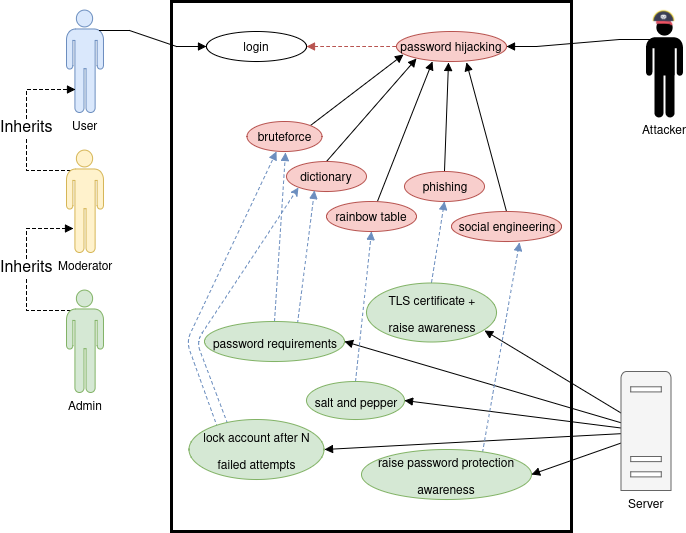 login
password hijacking
User
Inherits
Attacker
bruteforce
dictionary
phishing
rainbow table
social engineering
Inherits
Moderator
TLS certificate +
raise awareness
password requirements
Admin
salt and pepper
lock account after N
failed attempts
raise password protection
awareness
Server